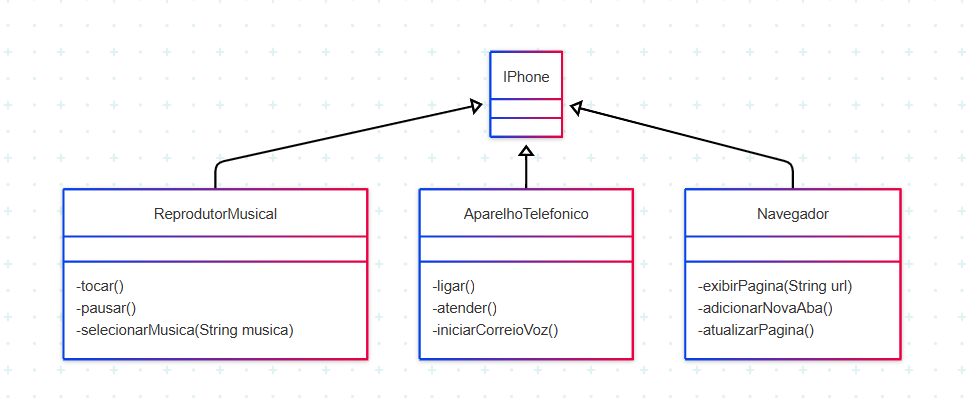 IPhone
ReprodutorMusical
-tocar()
-pausar()
-selecionarMusica(String musica)
AparelhoTelefonico
-ligar()
-atender()
-iniciarCorreioVoz()
Navegador
-exibirPagina(String url)
-adicionarNovaAba()
-atualizarPagina()